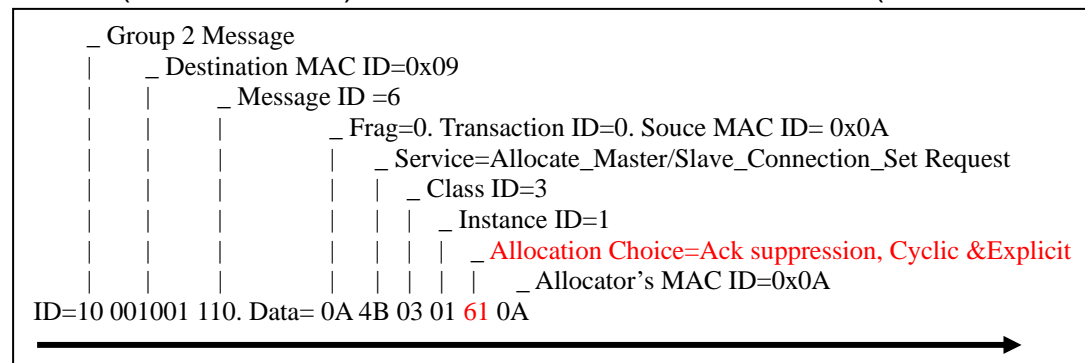 _ Group 2 Message
| _ Destination MAC ID=0x09
| | _ Message ID =6
| | | _ Frag=0. Transaction ID=0. Souce MAC ID= 0x0A
| | | | _ Service=Allocate_Master/Slave_Connection_Set Request
| | | | | _ Class ID=3
| | | | | | _ Instance ID=1
| | | | | | | _ Allocation Choice=Ack suppression, Cyclic &Explicit
| | | | | | | | _ Allocator's MAC ID=0x0A
ID=10 001001 110. Data= 0A 4B 03 01 61 0A